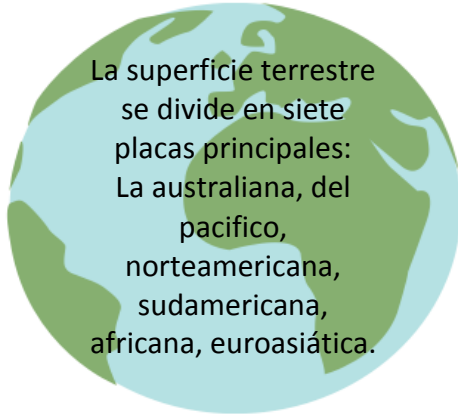 La superficie terrestre
se divide en siete
placas principales:
La australiana, del
pacifico,
norteamericana,
sudamericana,
africana, euroasiática.